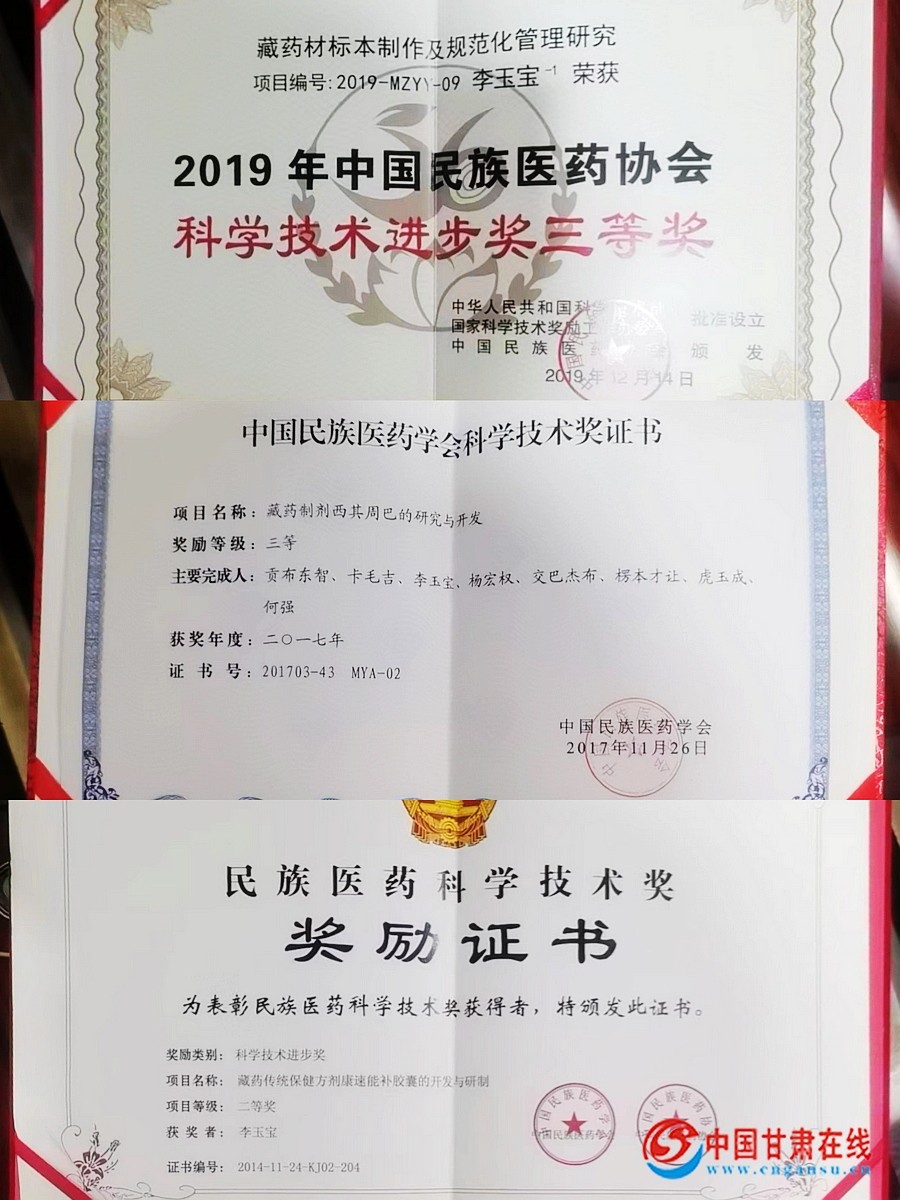 藏药材标本制作及规范化管理研究
项目编号:2019-MZYY-09 李玉宝-1 荣获
2019年中国民族医药协会
科学技术进步奖三等奖
中华人民共和国科学 批准设立
国家科学技术奖励工
中国民族医药 颁发
2019年12月14日
中国民族医药学会科学技术奖证书
项目名称:藏药制剂西其周巴的研究与开发
奖励等级:三等
主要完成人:贡布东智、卡毛吉、李玉宝、杨宏权、交巴杰布、楞本才让、虎玉成、
何强
获奖年度:二〇一七年
证书号:201703-43 MYA-02
中国民族医药学会
2017年11月26日
民族医药科学技术奖
奖励证书
为表彰民族医药科学技术奖获得者,特颁发此证书。
奖励类别:科学技术进步奖
项目名称:藏药传统保健方剂康速能补胶囊的开发与研制
项目等级:二等奖
获奖者:李玉宝
证书编号:2014-11-24-KJ02-204
中国民族医药学会
中国甘肃在线
www.cngansu.cn